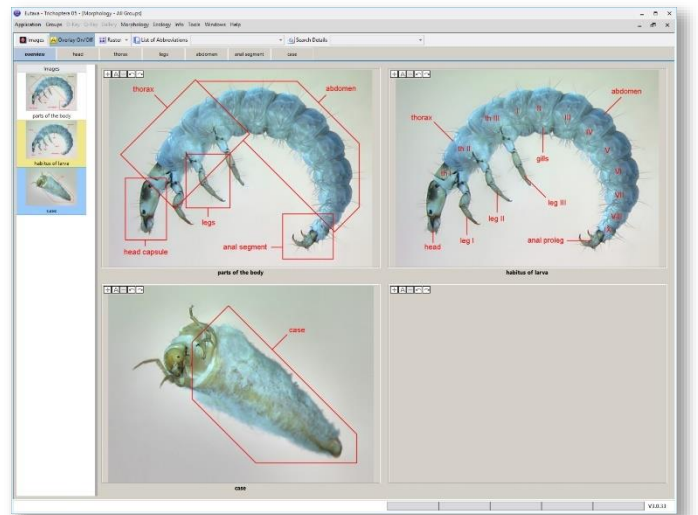 Eutaxa - Trichoptera 05 - [Morphology - All Groups]
Application Groups Morphology Ecology Info Tools Windows Help
Images Overlay On/Off Raster List of Abbreviations Search Details
overview head thorax legs abdomen anal segment case
Images
parts of the body
habitus of larva
case
thorax
abdomen
legs
head capsule
anal segment
parts of the body
thorax
abdomen
th I
th II
th III
I
II
III
IV
V
VI
VII
VIII
gills
leg III
leg II
leg I
head
anal proleg
habitus of larva
case
case
V3.0.33